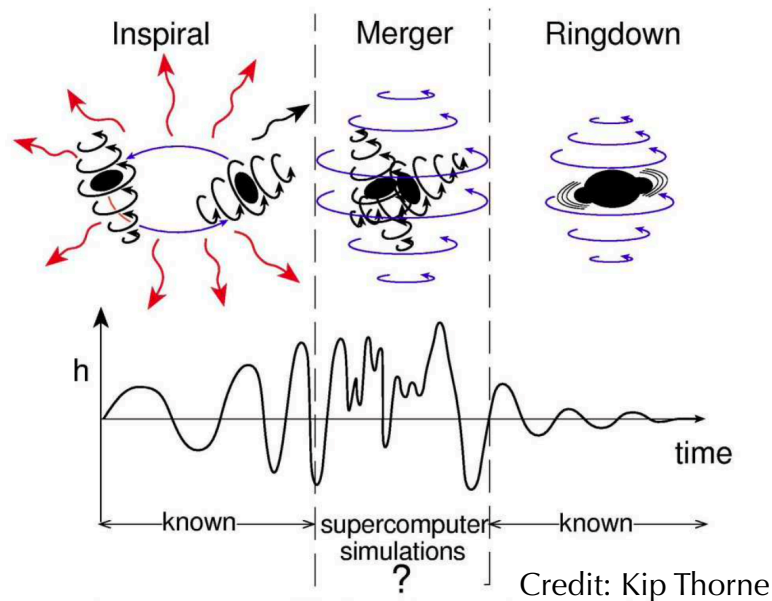 Inspiral
Merger
Ringdown
h
time
known
supercomputer
simulations
?
known
Credit: Kip Thorne